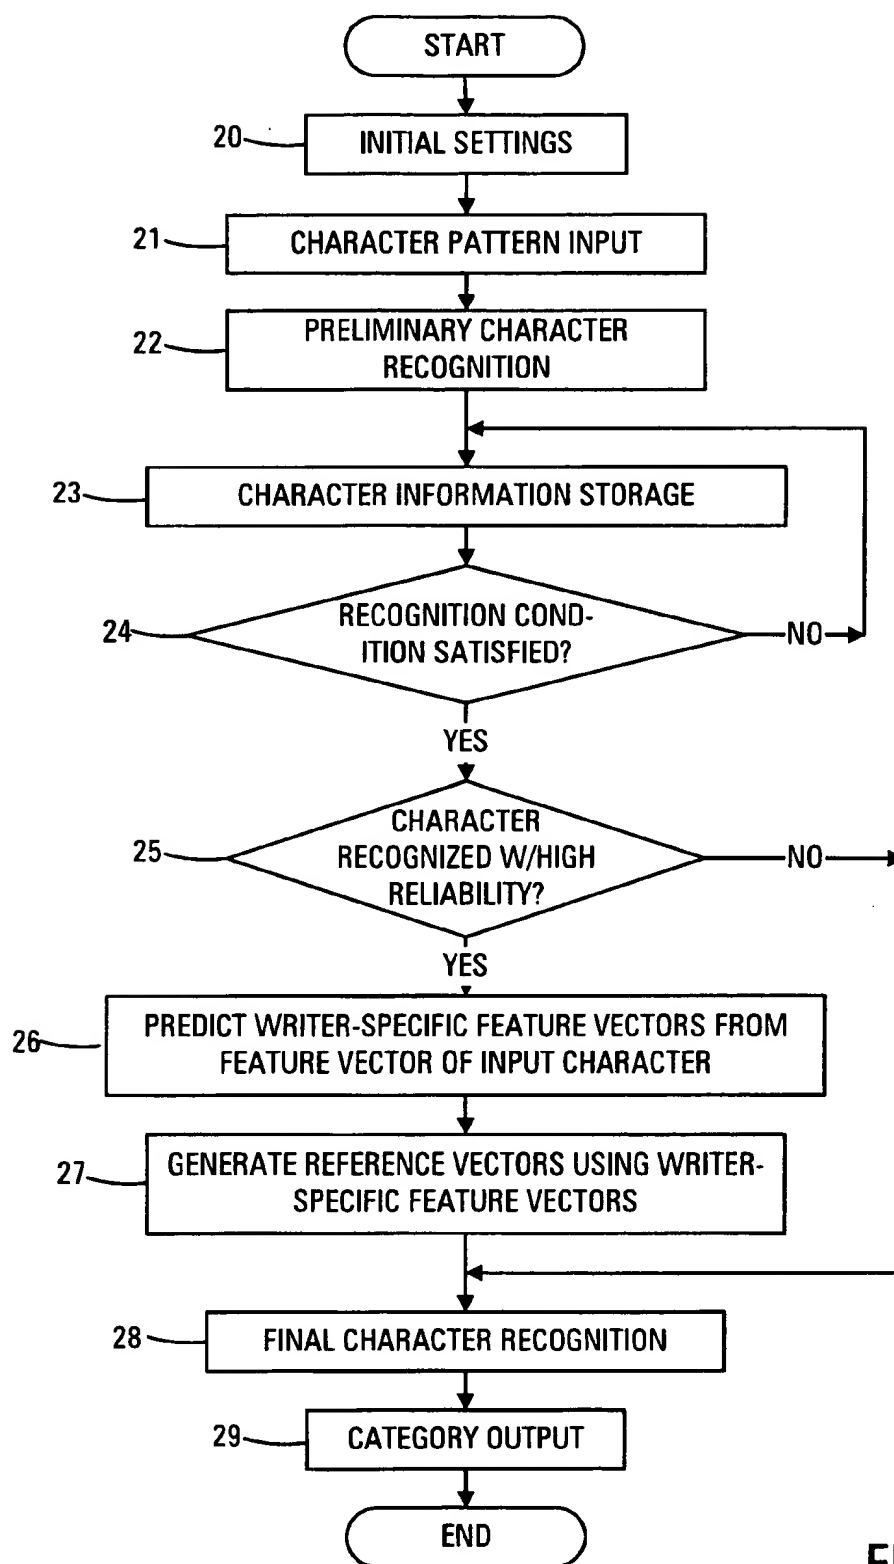 START
20
INITIAL SETTINGS
21
CHARACTER PATTERN INPUT
22
PRELIMINARY CHARACTER
RECOGNITION
23
CHARACTER INFORMATION STORAGE
24
RECOGNITION COND-
ITION SATISFIED?
NO
YES
25
CHARACTER
RECOGNIZED W/HIGH
RELIABILITY?
NO
YES
26
PREDICT WRITER-SPECIFIC FEATURE VECTORS FROM
FEATURE VECTOR OF INPUT CHARACTER
27
GENERATE REFERENCE VECTORS USING WRITER-
SPECIFIC FEATURE VECTORS
28
FINAL CHARACTER RECOGNITION
29
CATEGORY OUTPUT
END